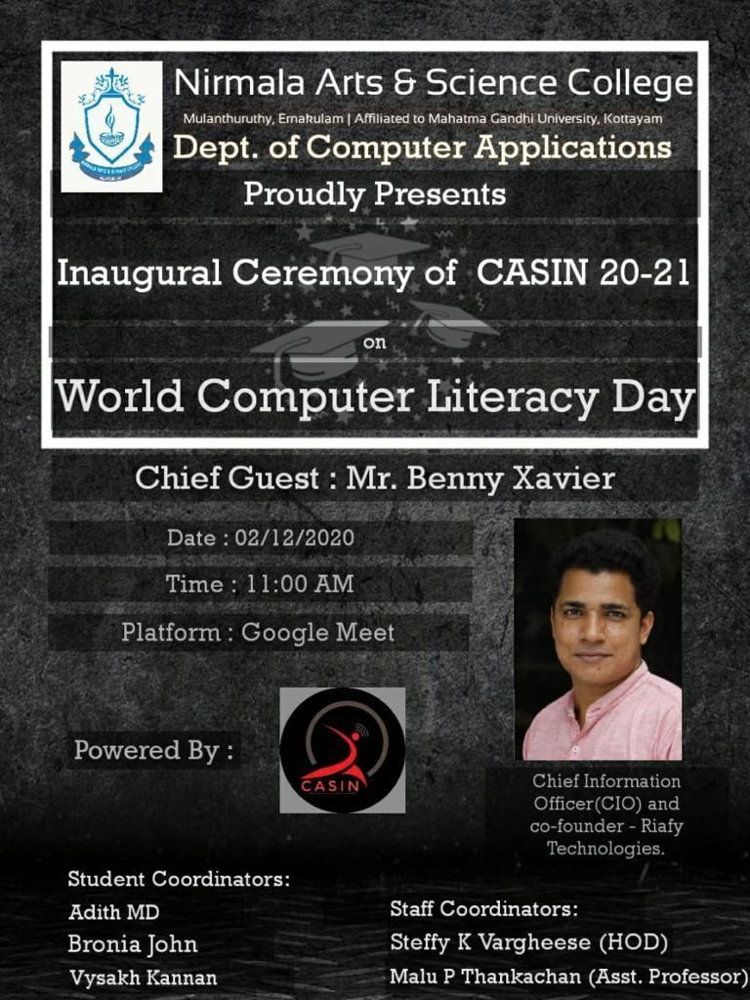 Nirmala Arts & Science College
Mulanthuruthy, Ernakulam | Affiliated to Mahatma Gandhi University, Kottayam
Dept. of Computer Applications
Proudly Presents
Inaugural Ceremony of CASIN 20-21
on
World Computer Literacy Day
Chief Guest : Mr. Benny Xavier
Date : 02/12/2020
Time : 11:00 AM
Platform : Google Meet
Powered By :
CASIN
Chief Information
Officer(CIO) and
co-founder - Riafy
Technologies.
Student Coordinators:
Adith MD
Bronia John
Vysakh Kannan
Staff Coordinators:
Steffy K Vargheese (HOD)
Malu P Thankachan (Asst. Professor)